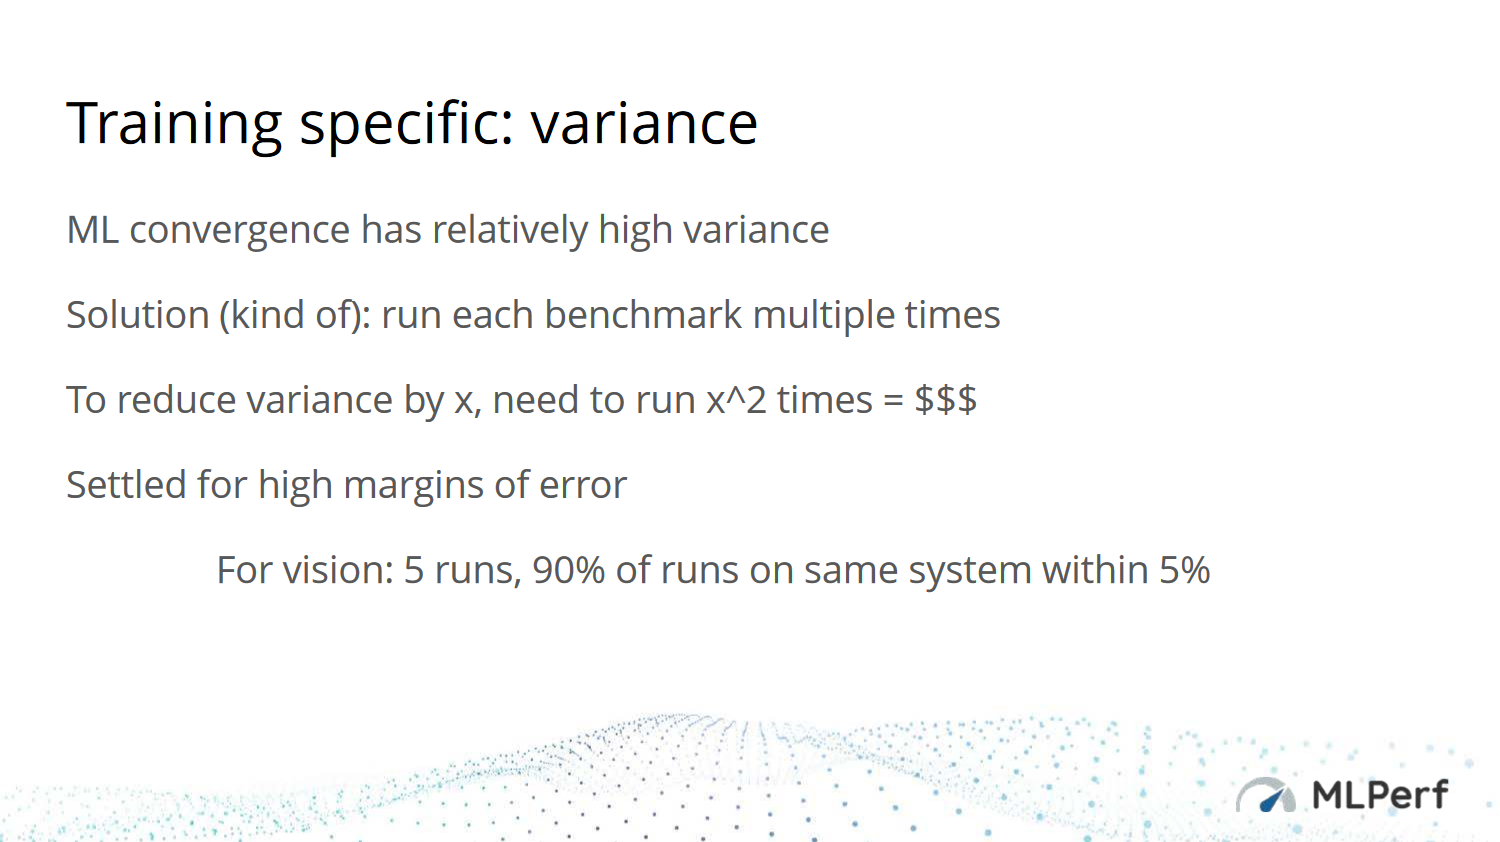 Training specific: variance
ML convergence has relatively high variance
Solution (kind of): run each benchmark multiple times
To reduce variance by x, need to run x^2 times = $$$
Settled for high margins of error
For vision: 5 runs, 90% of runs on same system within 5%
MLPerf